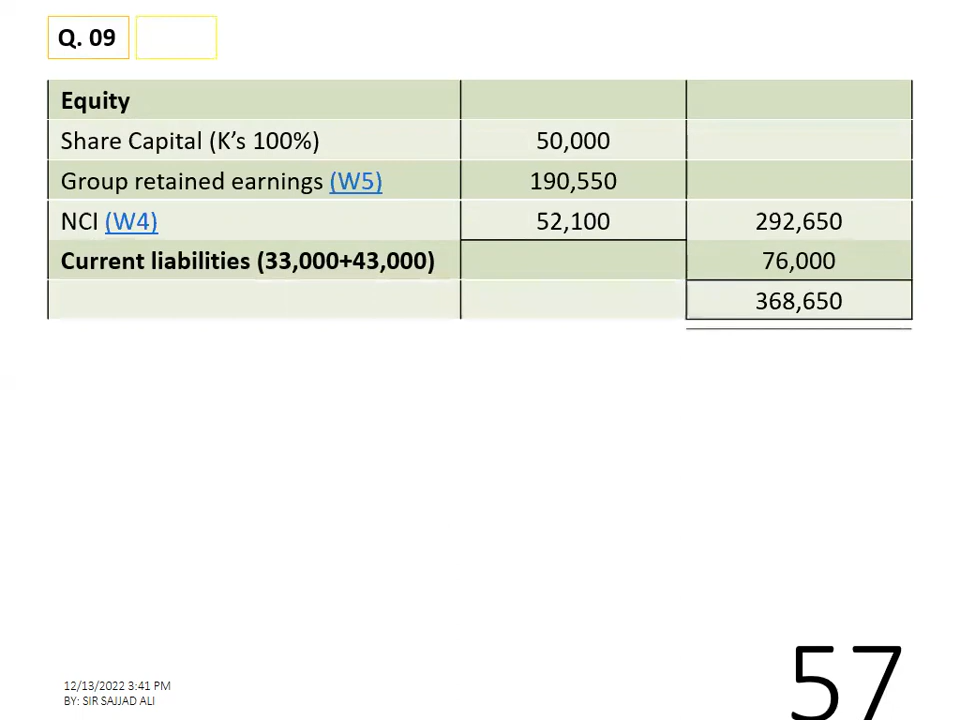 Q. 09
Equity
Share Capital (K’s 100%) 50,000
Group retained earnings (W5) 190,550
NCI (W4) 52,100 292,650
Current liabilities (33,000+43,000) 76,000
368,650
12/13/2022 3:41 PM
BY: SIR SAJJAD ALI
57